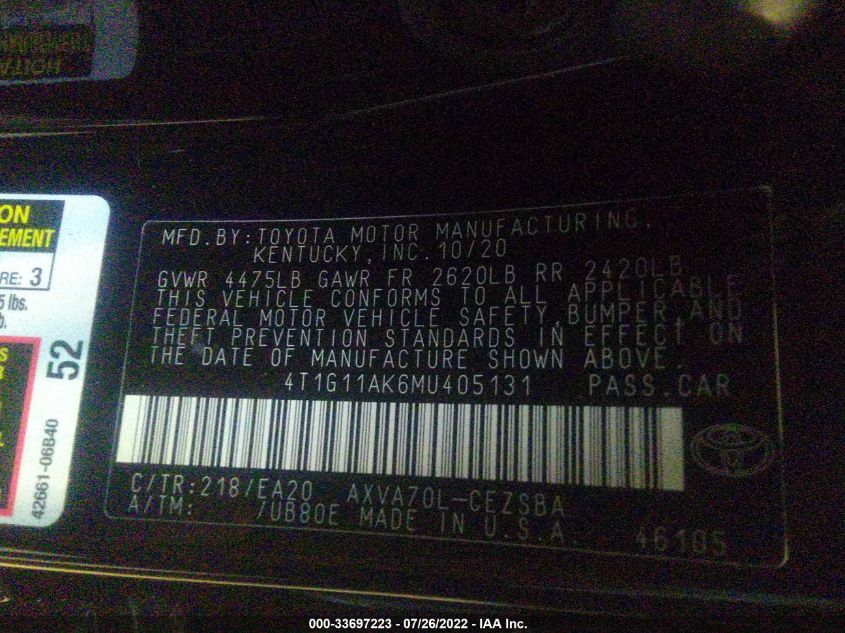 ON
EMENT
RE: 3
5 lbs.
b.
S
R
L
52
42661-06B40
MFD.BY:TOYOTA MOTOR MANUFACTURING,
KENTUCKY,INC.10/20
GVWR 4475LB GAWR FR 2620LB RR 2420LB
THIS VEHICLE CONFORMS TO ALL APPLICABLE
FEDERAL MOTOR VEHICLE SAFETY,BUMPER,AND
THEFT PREVENTION STANDARDS IN EFFECT ON
THE DATE OF MANUFACTURE SHOWN ABOVE.
4T1G11AK6MU405131 PASS.CAR
C/TR:218/EA20 AXVA70L-CEZSBA
A/TM: /UB80E MADE IN U.S.A.
46105
000-33697223 - 07/26/2022 - IAA Inc.